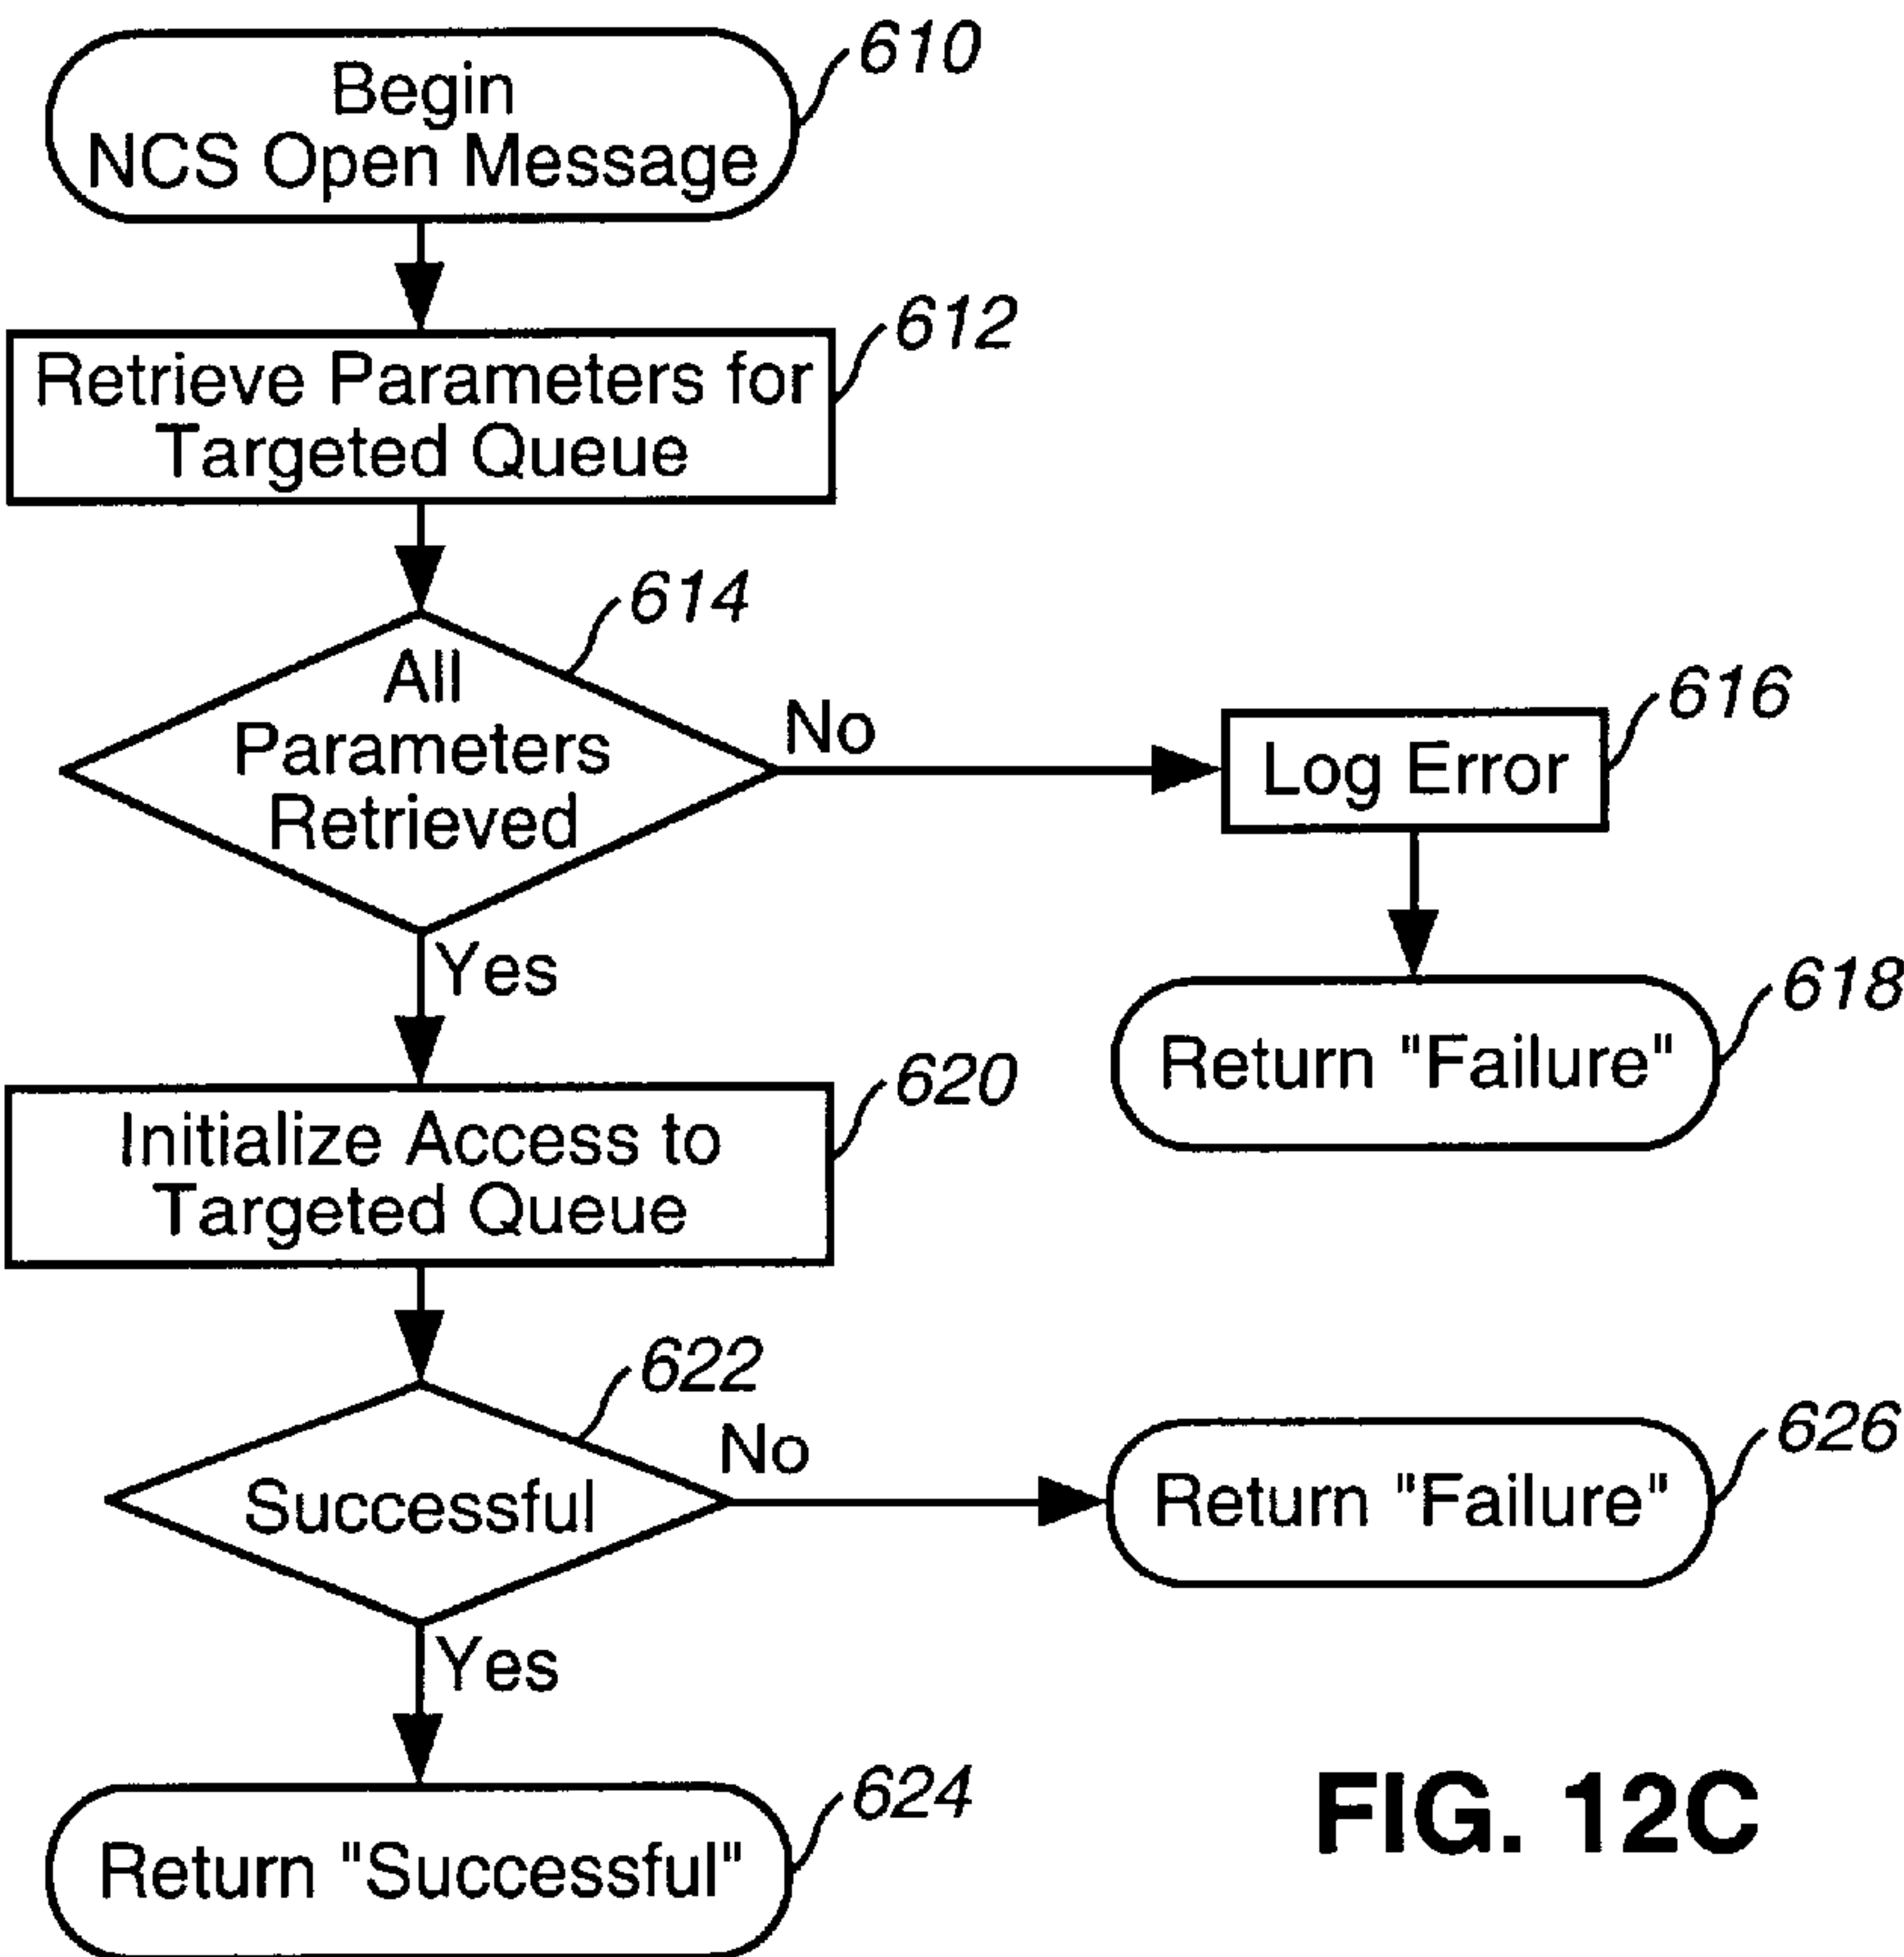 Begin
NCS Open Message
610
Retrieve Parameters for
Targeted Queue
612
All
Parameters
Retrieved
614
No
Log Error
616
Yes
Return "Failure"
618
Initialize Access to
Targeted Queue
620
Successful
622
No
Return "Failure"
626
Yes
Return "Successful"
624
FIG. 12C